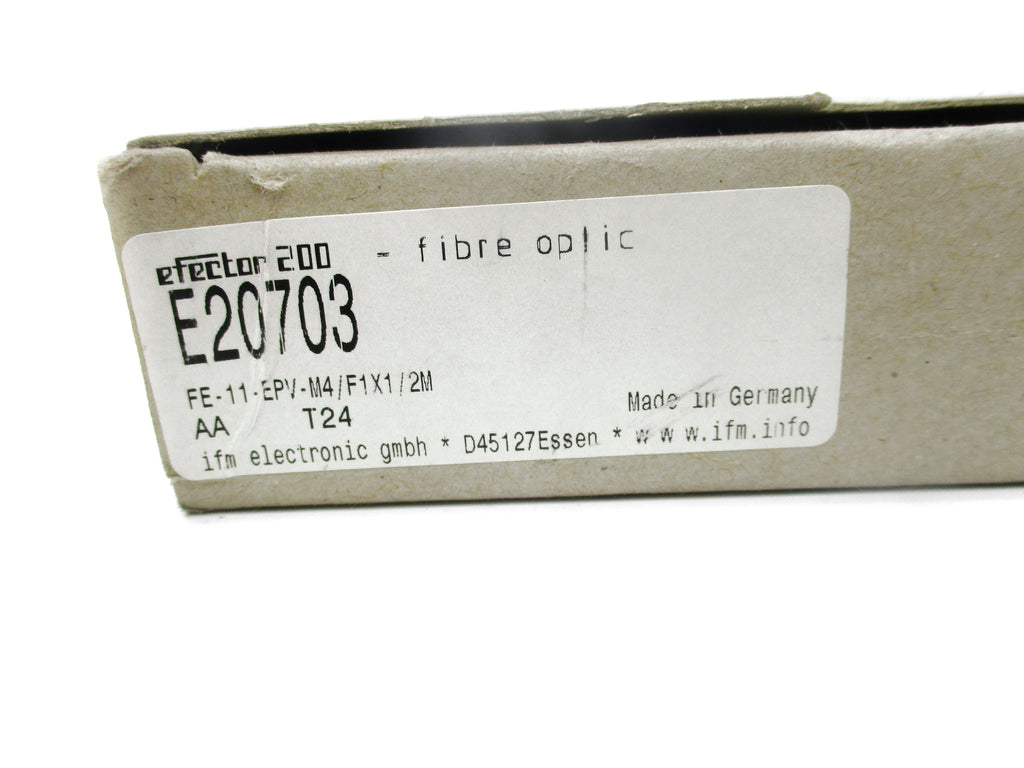 efector 200 - fibre optic
E20703
FE-11-EPV-M4/F1X1/2M
AA T24
Made in Germany
ifm electronic gmbh * D45127Essen * www.ifm.info